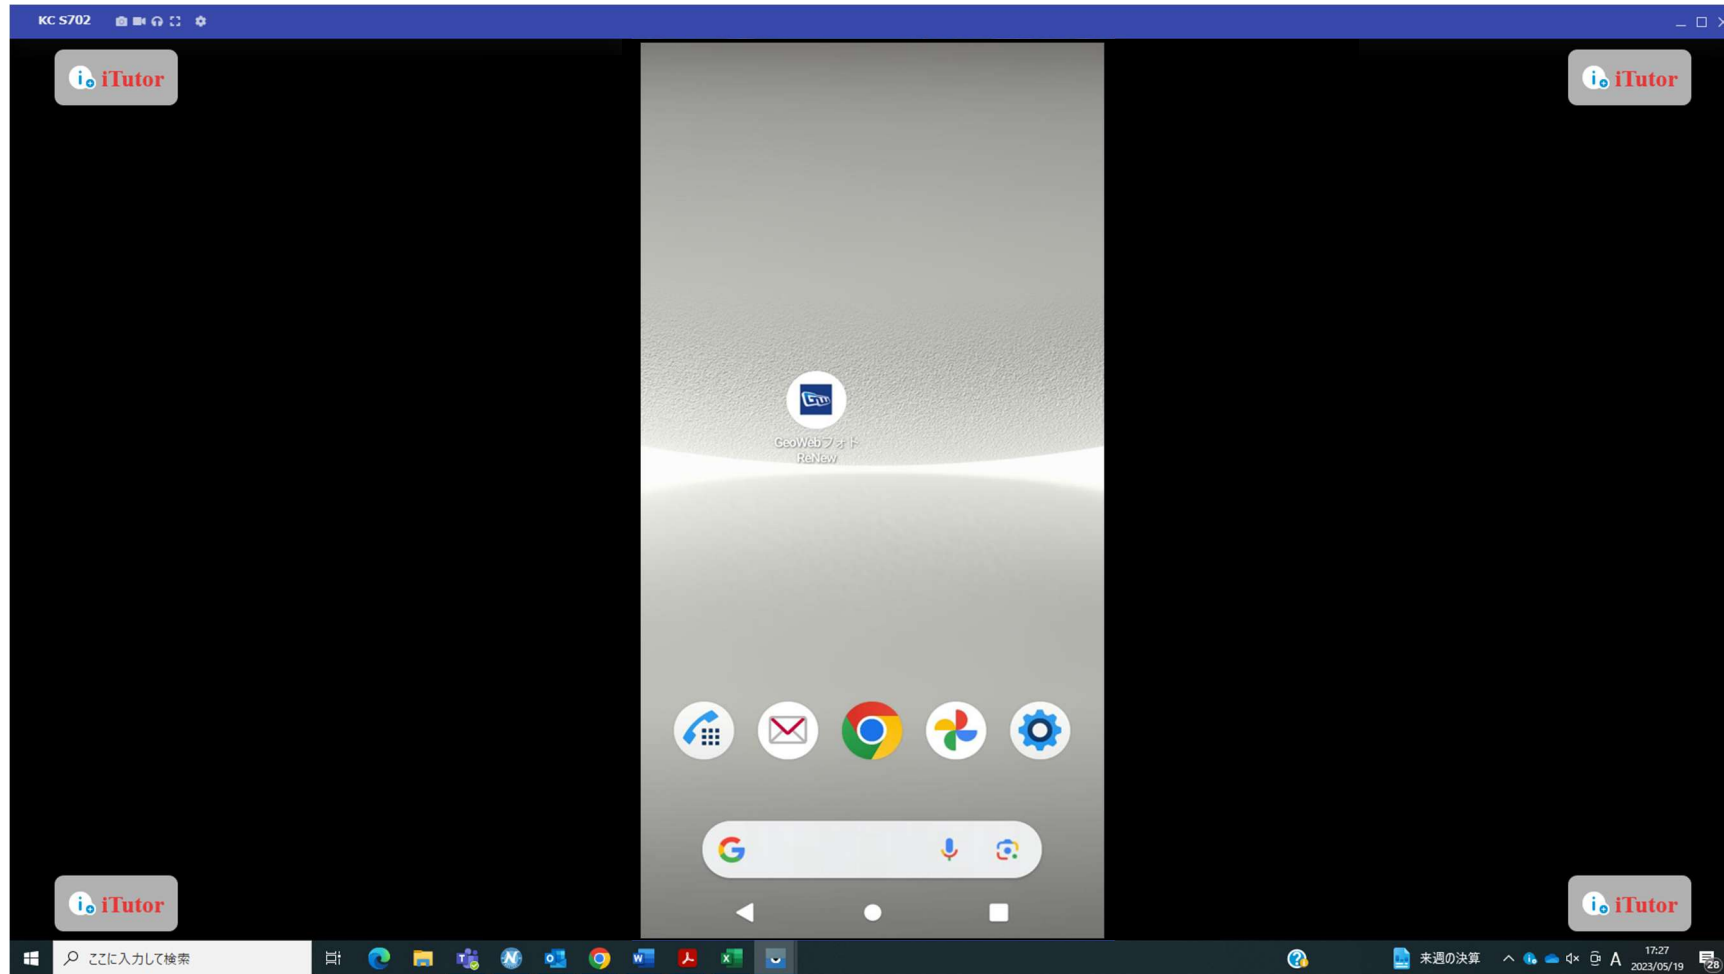 KC S702
iTutor
iTutor
GeoWebフォト
ReNew
iTutor
iTutor
ここに入力して検索
来週の決算
A
17:27
2023/05/19
28